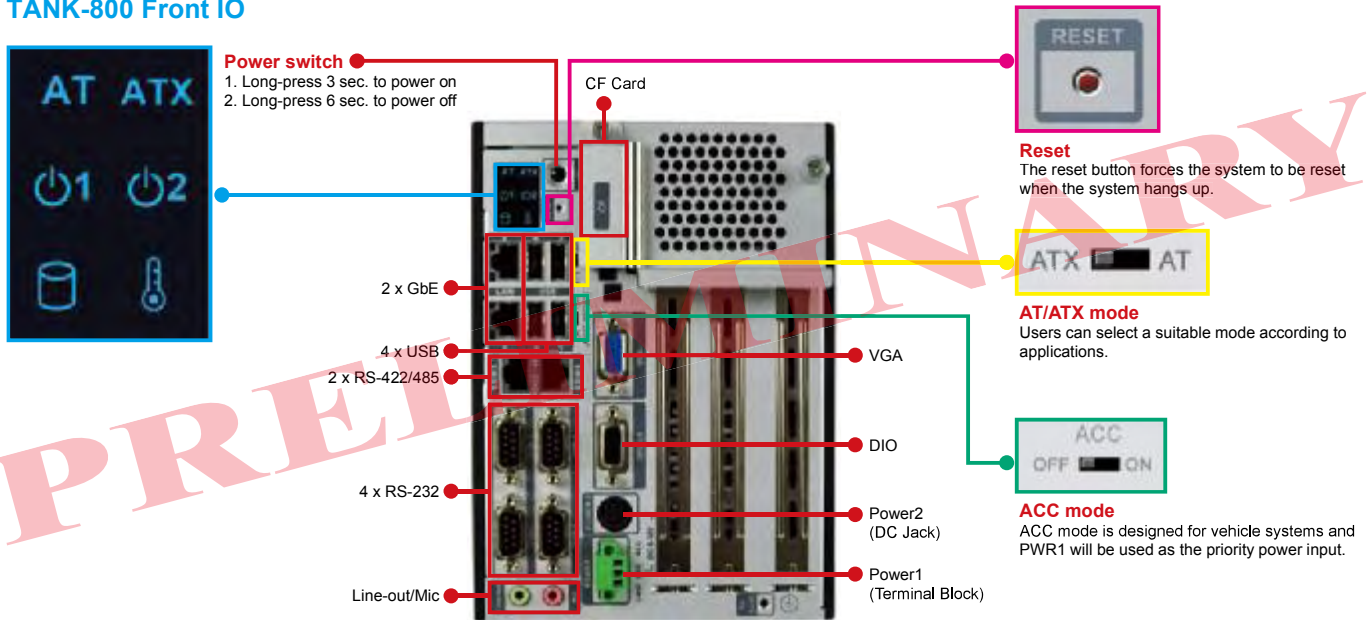 TANK-800 Front IO
AT ATX
1 2
Power switch
1. Long-press 3 sec. to power on
2. Long-press 6 sec. to power off
CF Card
RESET
Reset
The reset button forces the system to be reset
when the system hangs up.
ATX AT
AT/ATX mode
Users can select a suitable mode according to
applications.
ACC
OFF ON
ACC mode
ACC mode is designed for vehicle systems and
PWR1 will be used as the priority power input.
2 x GbE
4 x USB
2 x RS-422/485
4 x RS-232
Line-out/Mic
VGA
DIO
Power2
(DC Jack)
Power1
(Terminal Block)
AT ATX
CF
LAN
PRELIMINARY